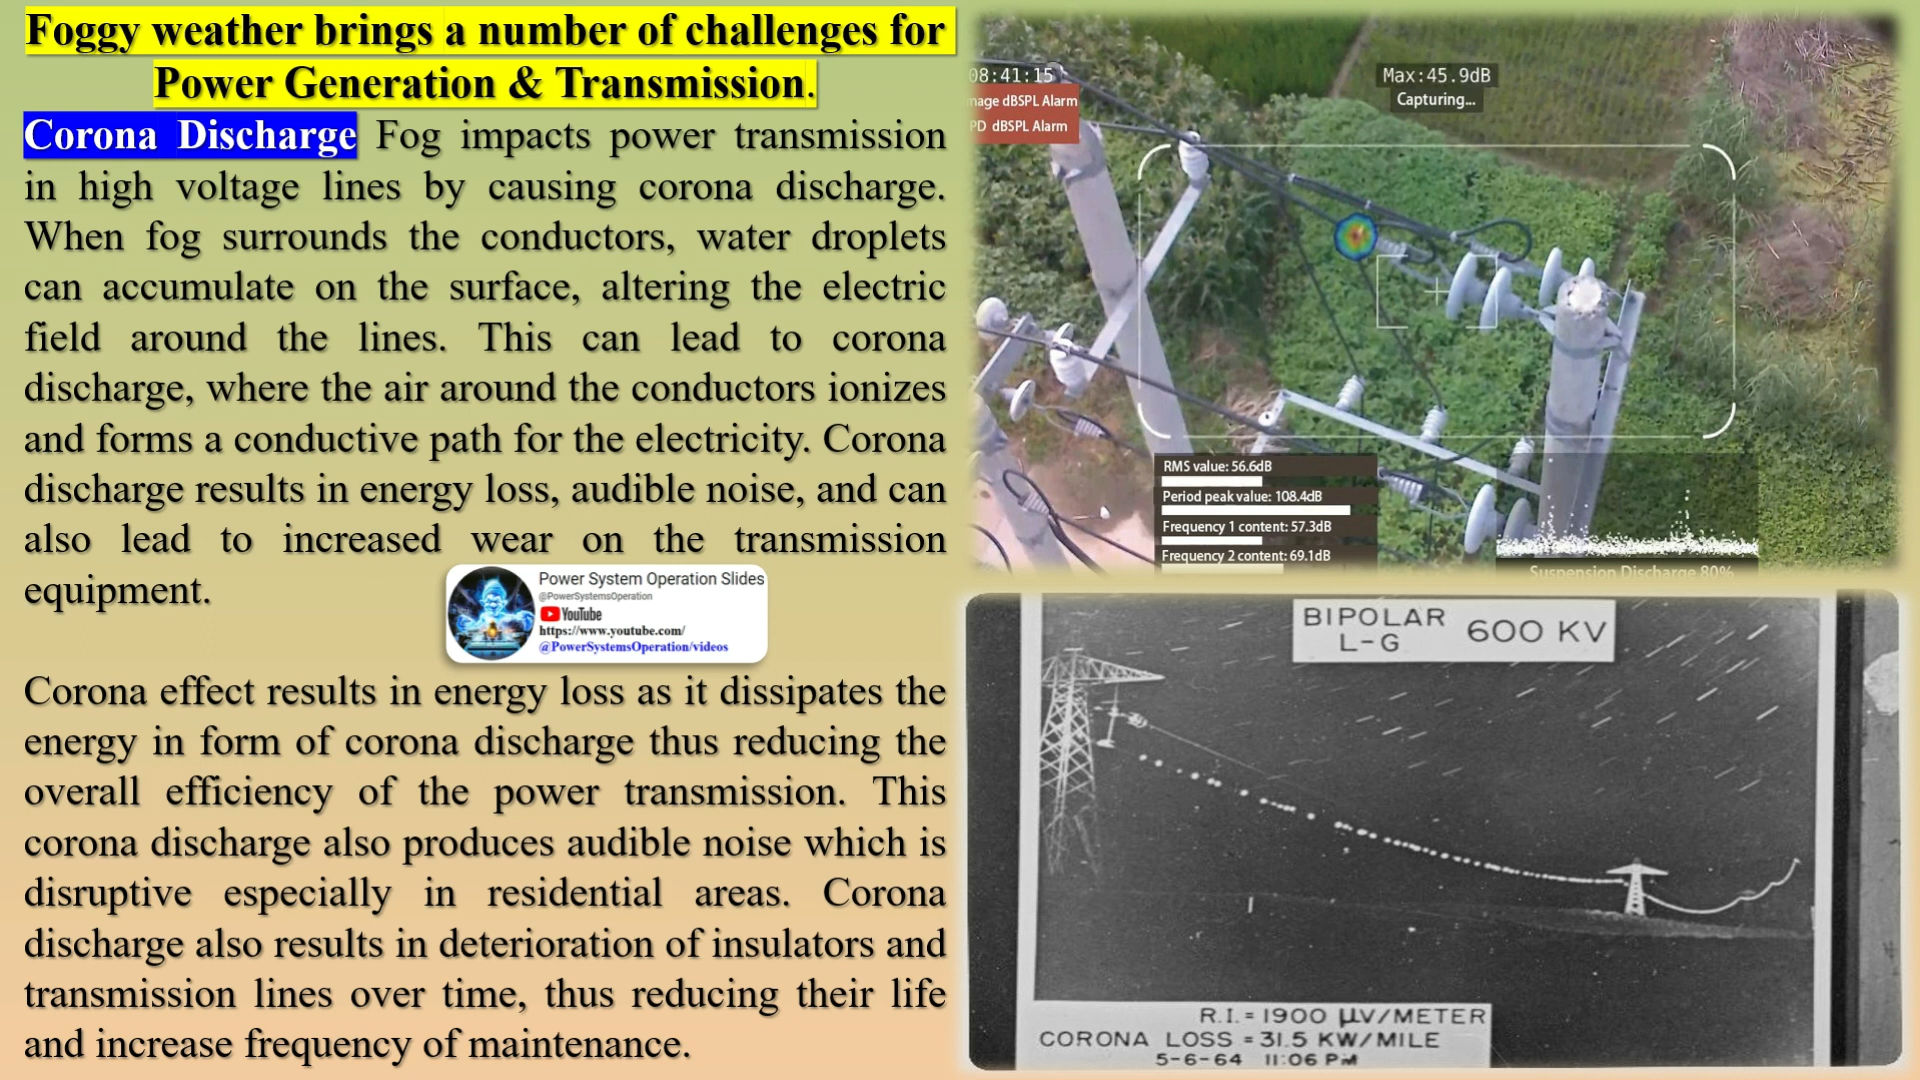 Foggy weather brings a number of challenges for
Power Generation & Transmission.
Corona Discharge Fog impacts power transmission
in high voltage lines by causing corona discharge.
When fog surrounds the conductors, water droplets
can accumulate on the surface, altering the electric
field around the lines. This can lead to corona
discharge, where the air around the conductors ionizes
and forms a conductive path for the electricity. Corona
discharge results in energy loss, audible noise, and can
also lead to increased wear on the transmission
equipment.
Power System Operation Slides
@PowerSystemsOperation
YouTube
https://www.youtube.com/
@PowerSystemsOperation/videos
Corona effect results in energy loss as it dissipates the
energy in form of corona discharge thus reducing the
overall efficiency of the power transmission. This
corona discharge also produces audible noise which is
disruptive especially in residential areas. Corona
discharge also results in deterioration of insulators and
transmission lines over time, thus reducing their life
and increase frequency of maintenance.
08:41:15
mage dBSPL Alarm
PD dBSPL Alarm
Max:45.9dB
Capturing...
RMS value: 56.6dB
Period peak value: 108.4dB
Frequency 1 content: 57.3dB
Frequency 2 content: 69.1dB
Suspension Discharge 80%
BIPOLAR
L-G 600 KV
R.I. = 1900 µV/METER
CORONA LOSS = 31.5 KW/MILE
5-6-64 11:06 PM